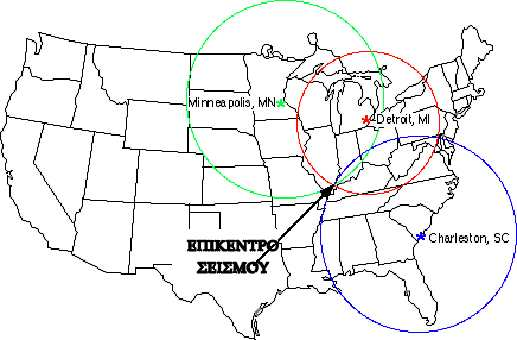 Minneapolis, MN
Detroit, MI
Charleston, SC
ΕΠΙΚΕΝΤΡΟ
ΣΕΙΣΜΟΥ